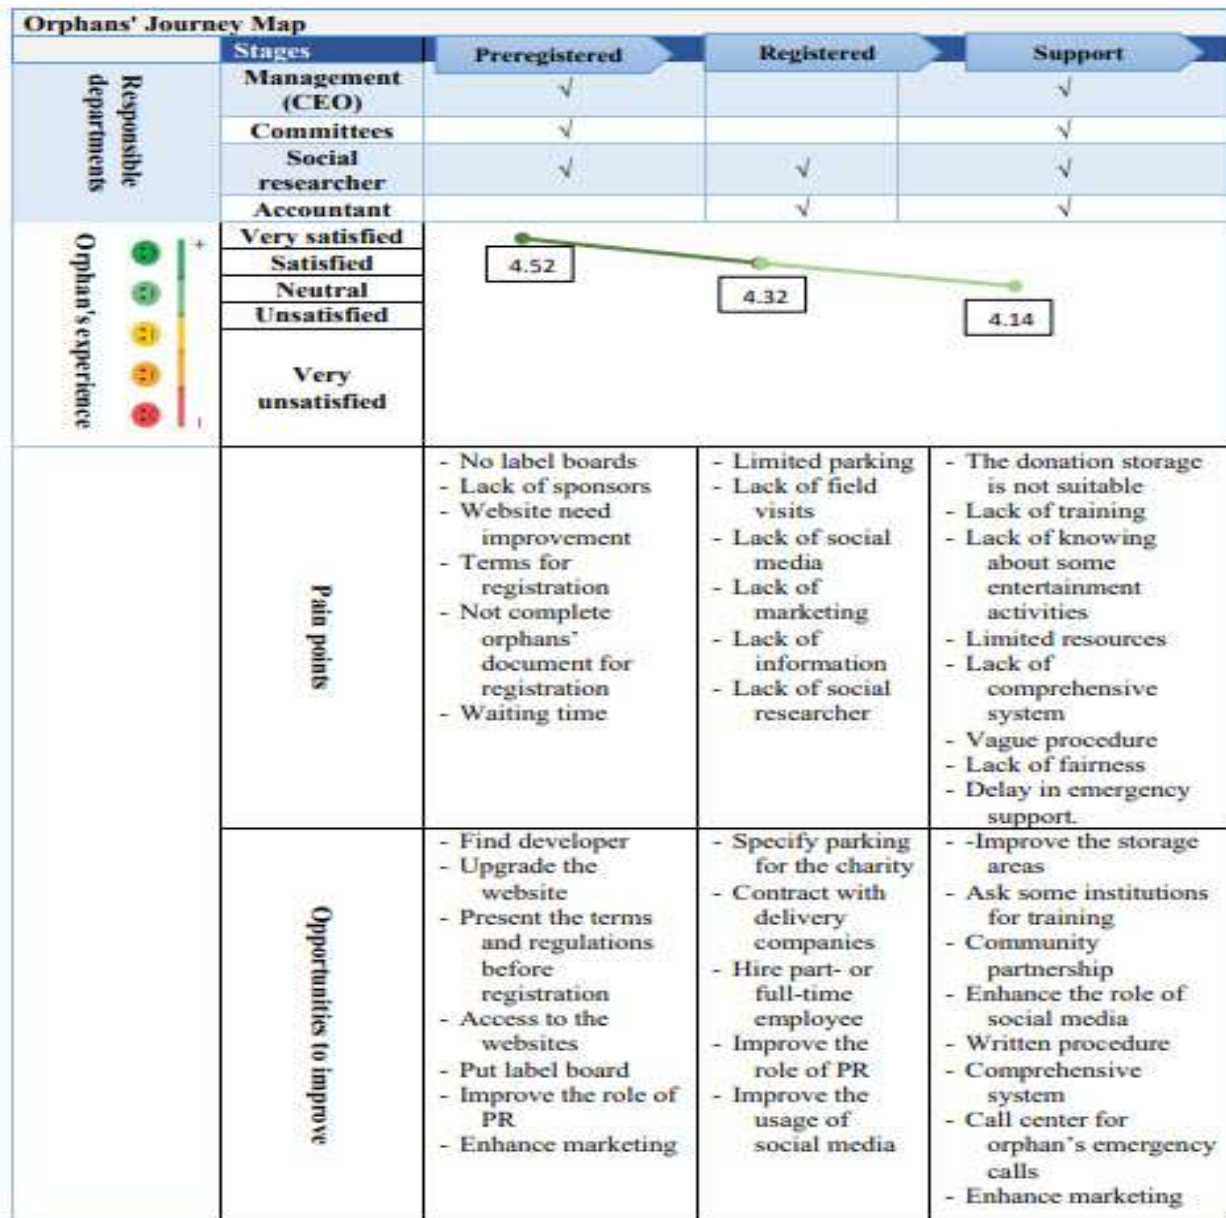 Orphans' Journey Map
Stages
Preregistered
Registered
Support
Responsible
departments
Management
(CEO)
√
√
Committees
√
√
Social
researcher
√
√
√
Accountant
√
√
Orphan's experience
+
-
Very satisfied
Satisfied
Neutral
Unsatisfied
Very
unsatisfied
4.52
4.32
4.14
Pain points
- No label boards
- Lack of sponsors
- Website need
improvement
- Terms for
registration
- Not complete
orphans'
document for
registration
- Waiting time
- Limited parking
- Lack of field
visits
- Lack of social
media
- Lack of
marketing
- Lack of
information
- Lack of social
researcher
- The donation storage
is not suitable
- Lack of training
- Lack of knowing
about some
entertainment
activities
- Limited resources
- Lack of
comprehensive
system
- Vague procedure
- Lack of fairness
- Delay in emergency
support.
Opportunities to improve
- Find developer
- Upgrade the
website
- Present the terms
and regulations
before
registration
- Access to the
websites
- Put label board
- Improve the role of
PR
- Enhance marketing
- Specify parking
for the charity
- Contract with
delivery
companies
- Hire part- or
full-time
employee
- Improve the
role of PR
- Improve the
usage of
social media
- -Improve the storage
areas
- Ask some institutions
for training
- Community
partnership
- Enhance the role of
social media
- Written procedure
- Comprehensive
system
- Call center for
orphan's emergency
calls
- Enhance marketing